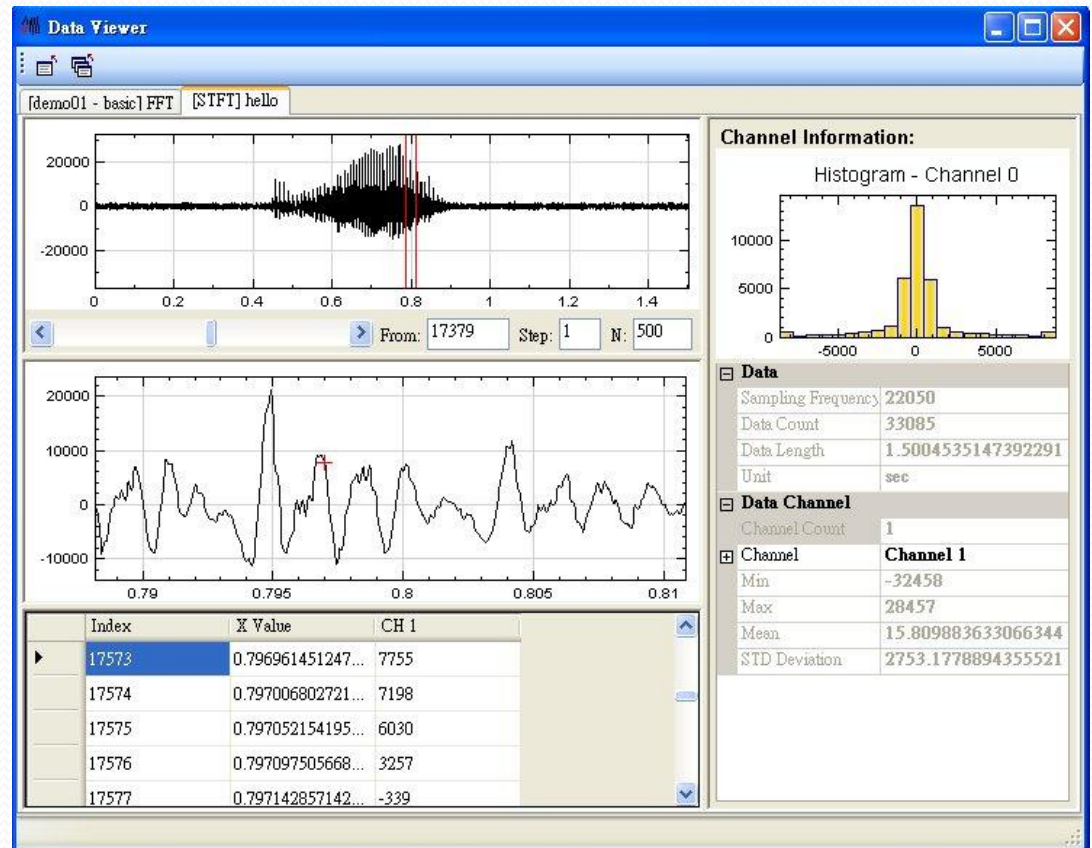 Data Viewer
[demo01 - basic] FFT [STFT] hello
20000
0
-20000
0 0.2 0.4 0.6 0.8 1 1.2 1.4
From: 17379 Step: 1 N: 500
20000
10000
0
-10000
0.79 0.795 0.8 0.805 0.81
Index X Value CH 1
17573 0.796961451247... 7755
17574 0.797006802721... 7198
17575 0.797052154195... 6030
17576 0.797097505668... 3257
17577 0.797142857142... -339
Channel Information:
Histogram - Channel 0
10000
5000
0
-5000 0 5000
Data
Sampling Frequency 22050
Data Count 33085
Data Length 1.5004535147392291
Unit sec
Data Channel
Channel Count 1
Channel Channel 1
Min -32458
Max 28457
Mean 15.809883633066344
STD Deviation 2753.1778894355521